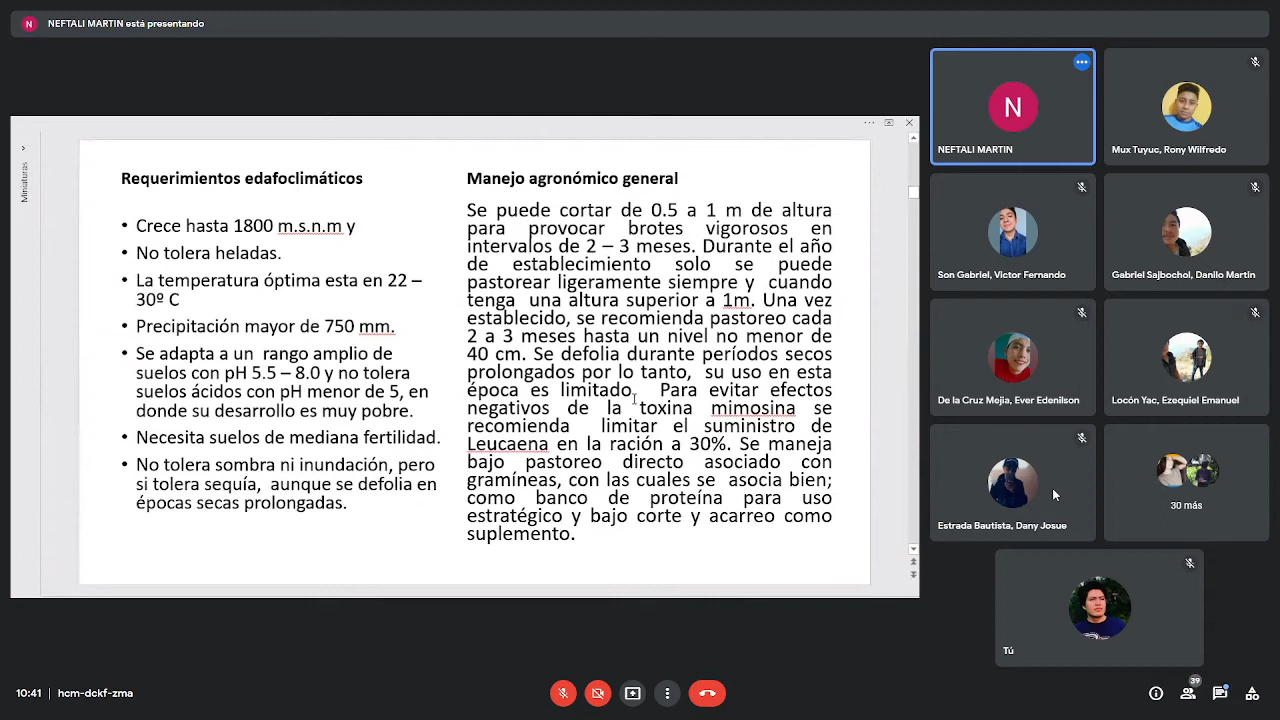 N NEFTALI MARTIN está presentando
Miniaturas
Requerimientos edafoclimáticos
• Crece hasta 1800 m.s.n.m y
• No tolera heladas.
• La temperatura óptima esta en 22 –
30º C
• Precipitación mayor de 750 mm.
• Se adapta a un rango amplio de
suelos con pH 5.5 – 8.0 y no tolera
suelos ácidos con pH menor de 5, en
donde su desarrollo es muy pobre.
• Necesita suelos de mediana fertilidad.
• No tolera sombra ni inundación, pero
si tolera sequía, aunque se defolia en
épocas secas prolongadas.
Manejo agronómico general
Se puede cortar de 0.5 a 1 m de altura
para provocar brotes vigorosos en
intervalos de 2 – 3 meses. Durante el año
de establecimiento solo se puede
pastorear ligeramente siempre y cuando
tenga una altura superior a 1m. Una vez
establecido, se recomienda pastoreo cada
2 a 3 meses hasta un nivel no menor de
40 cm. Se defolia durante períodos secos
prolongados por lo tanto, su uso en esta
época es limitado. Para evitar efectos
negativos de la toxina mimosina se
recomienda limitar el suministro de
Leucaena en la ración a 30%. Se maneja
bajo pastoreo directo asociado con
gramíneas, con las cuales se asocia bien;
como banco de proteína para uso
estratégico y bajo corte y acarreo como
suplemento.
N
NEFTALI MARTIN
Mux Tuyuc, Rony Wilfredo
Son Gabriel, Victor Fernando
Gabriel Sajbochol, Danilo Martin
De la Cruz Mejia, Ever Edenilson
Locón Yac, Ezequiel Emanuel
Estrada Bautista, Dany Josue
30 más
Tú
10:41 | hcm-dckf-zma
39